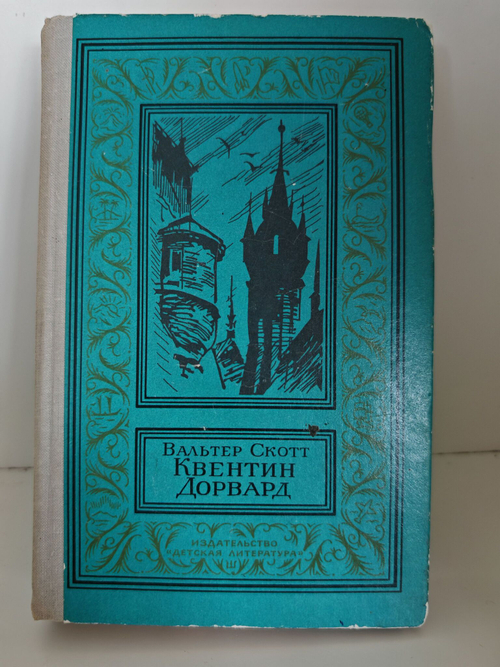 Вальтер Скотт
Квентин
Дорвард
ИЗДАТЕЛЬСТВО
«ДЕТСКАЯ ЛИТЕРАТУРА»